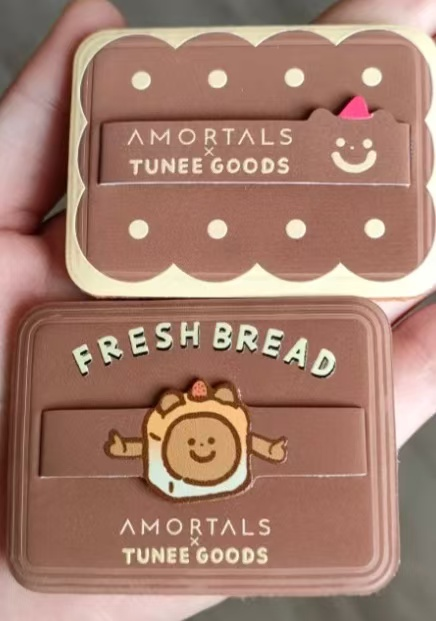 AMORTALS
×
TUNEE GOODS
FRESH BREAD
AMORTALS
×
TUNEE GOODS